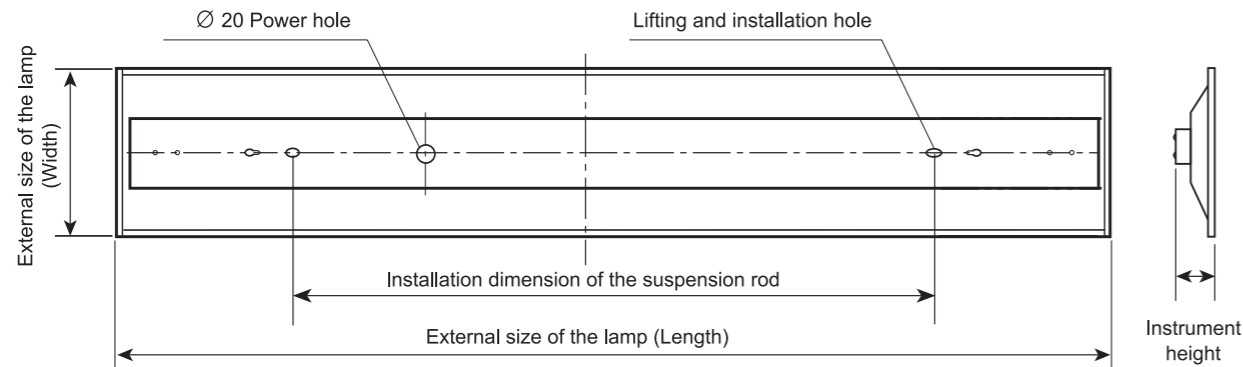 ∅ 20 Power hole
Lifting and installation hole
External size of the lamp
(Width)
Installation dimension of the suspension rod
External size of the lamp (Length)
Instrument
height